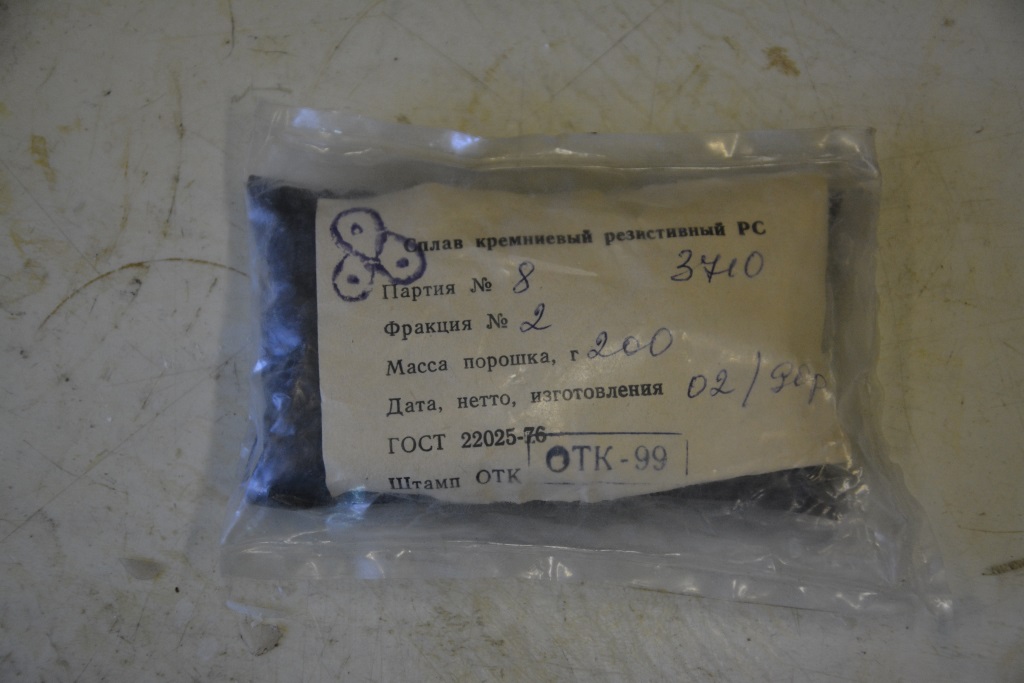 Сплав кремниевый резистивный РС
3710
Партия № 8
Фракция № 2
Масса порошка, г 200
Дата, нетто, изготовления 02/90г
ГОСТ 22025-76
Штамп ОТК ОТК-99